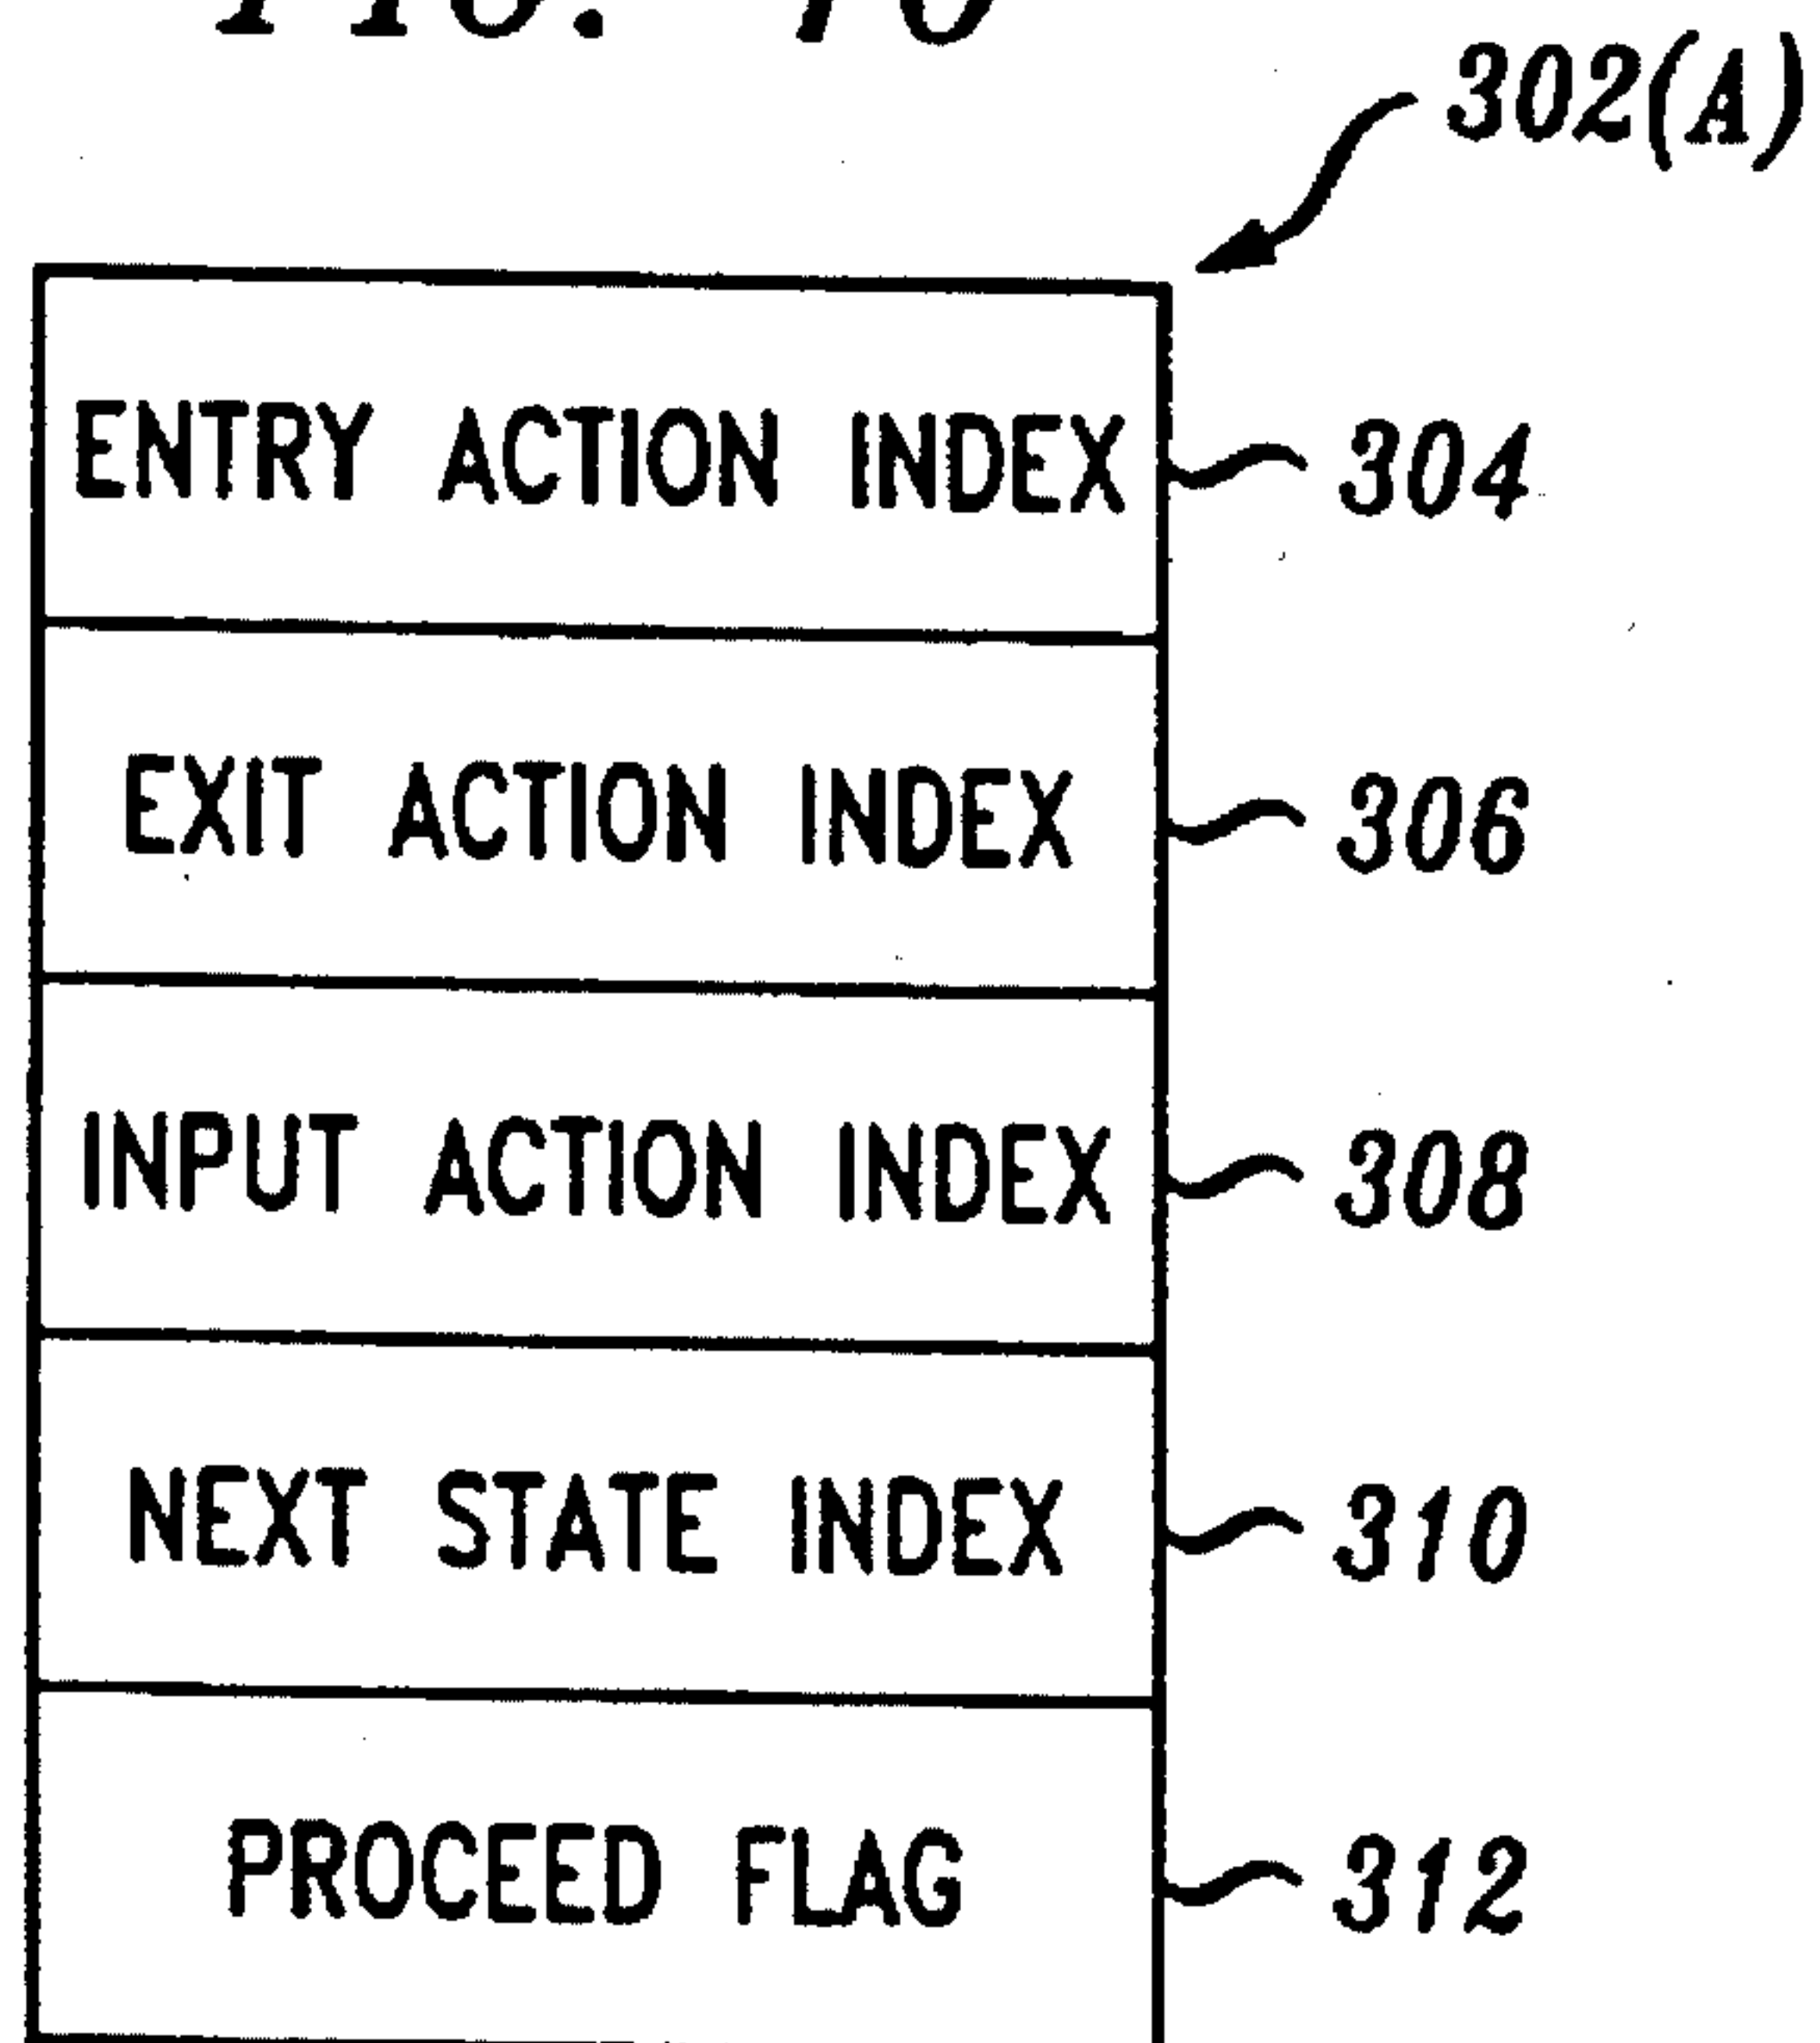 302(A)
ENTRY ACTION INDEX 304
EXIT ACTION INDEX 306
INPUT ACTION INDEX 308
NEXT STATE INDEX 310
PROCEED FLAG 312